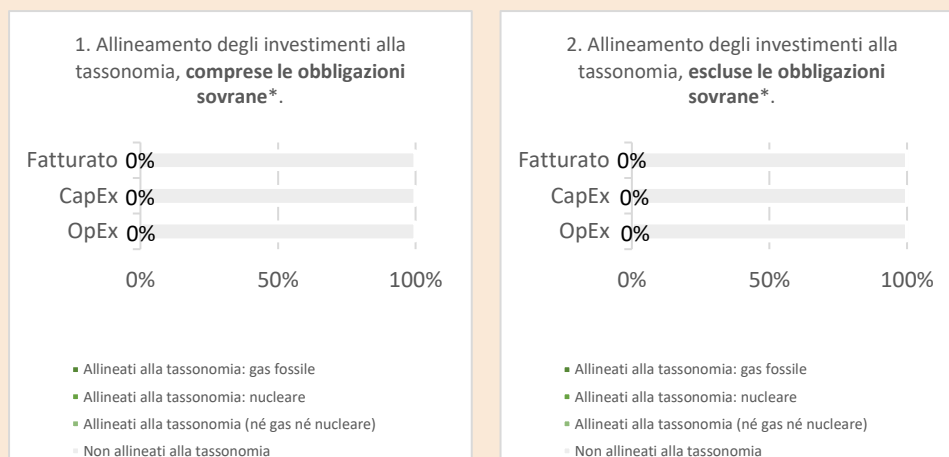 1. Allineamento degli investimenti alla
tassonomia, comprese le obbligazioni
sovrane*.
Fatturato 0%
CapEx 0%
OpEx 0%
0% 50% 100%
Allineati alla tassonomia: gas fossile
Allineati alla tassonomia: nucleare
Allineati alla tassonomia (né gas né nucleare)
Non allineati alla tassonomia
2. Allineamento degli investimenti alla
tassonomia, escluse le obbligazioni
sovrane*.
Fatturato 0%
CapEx 0%
OpEx 0%
0% 50% 100%
Allineati alla tassonomia: gas fossile
Allineati alla tassonomia: nucleare
Allineati alla tassonomia (né gas né nucleare)
Non allineati alla tassonomia